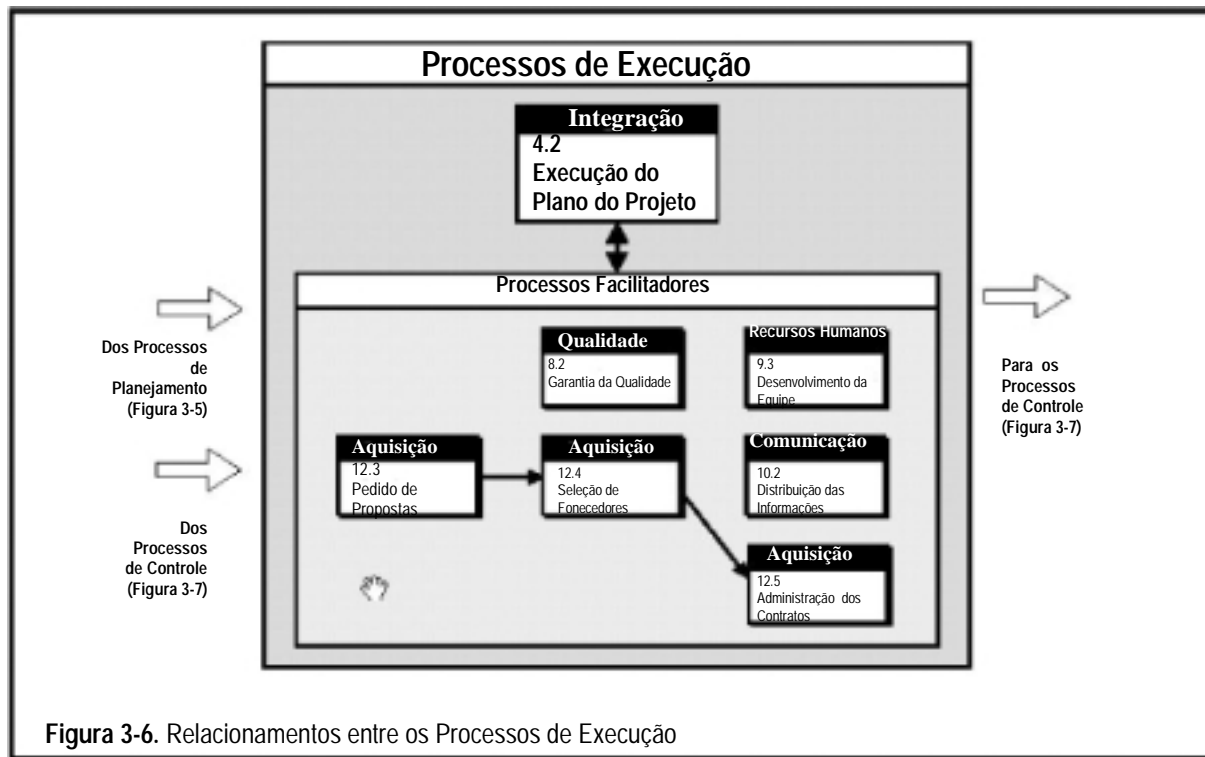 Processos de Execução
Integração
4.2
Execução do
Plano do Projeto
Processos Facilitadores
Dos Processos
de
Planejamento
(Figura 3-5)
Dos
Processos
de Controle
(Figura 3-7)
Qualidade
8.2
Garantia da Qualidade
Recursos Humanos
9.3
Desenvolvimento da
Equipe
Aquisição
12.3
Pedido de
Propostas
Aquisição
12.4
Seleção de
Fonecedores
Comunicação
10.2
Distribuição das
Informações
Aquisição
12.5
Administração dos
Contratos
Para os
Processos
de Controle
(Figura 3-7)
Figura 3-6. Relacionamentos entre os Processos de Execução